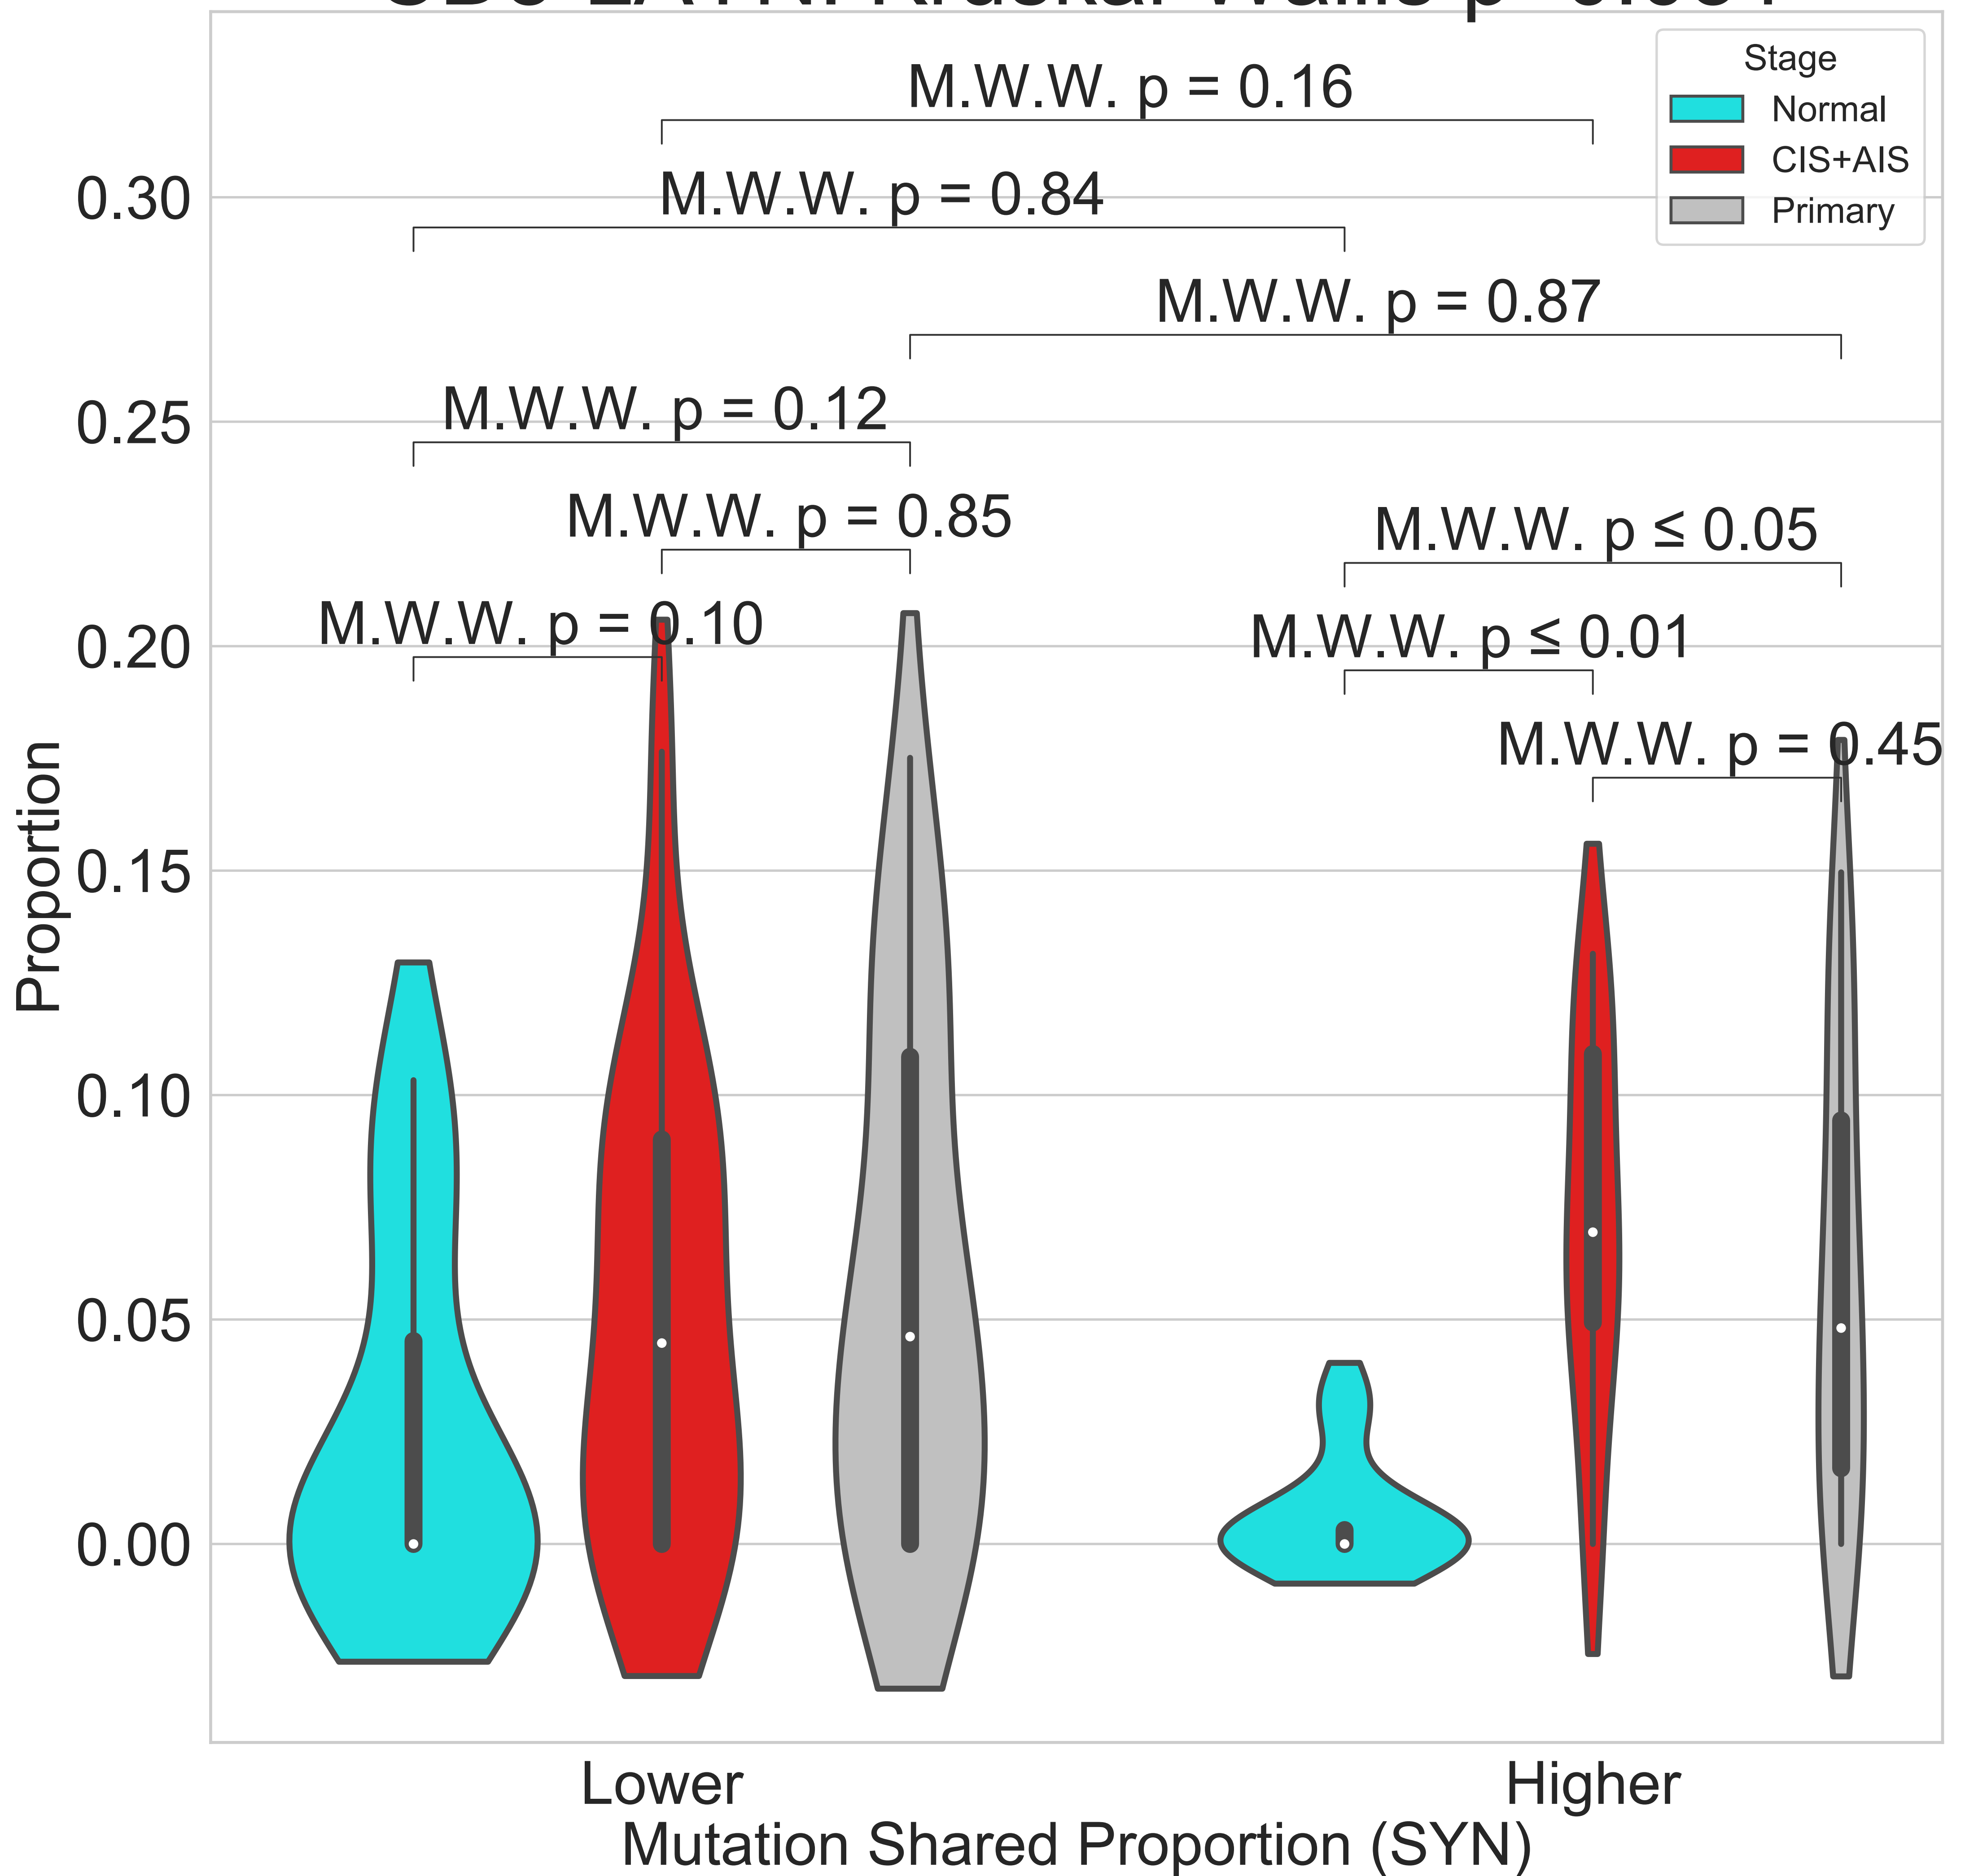 M.W.W. p = 0.16
M.W.W. p = 0.84
M.W.W. p = 0.87
M.W.W. p = 0.12
M.W.W. p = 0.85
M.W.W. p = 0.10
M.W.W. p ≤ 0.05
M.W.W. p ≤ 0.01
M.W.W. p = 0.45
Stage
Normal
CIS+AIS
Primary
Proportion
0.30
0.25
0.20
0.15
0.10
0.05
0.00
Lower
Higher
Mutation Shared Proportion (SYN)